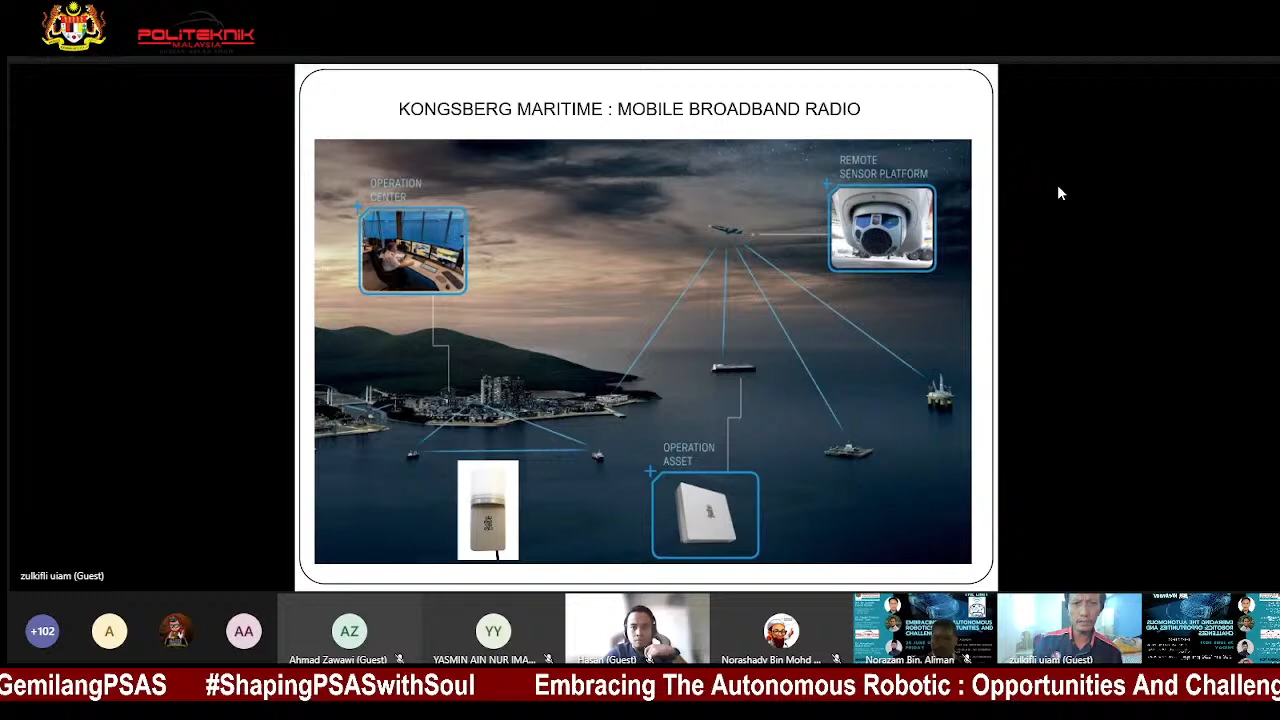 POLITEKNIK
MALAYSIA
KONGSBERG MARITIME : MOBILE BROADBAND RADIO
OPERATION
CENTER
REMOTE
SENSOR PLATFORM
OPERATION
ASSET
zulkifli uiam (Guest)
+102
A
AA
AZ
YY
Ahmad Zawawi (Guest)
YASMIN AIN NUR IMA...
Hasan (Guest)
Norashady Bin Mohd ...
Norazam Bin. Aliman
zulkifli uiam (Guest)
GemilangPSAS #ShapingPSASwithSoul Embracing The Autonomous Robotic : Opportunities And Challeng